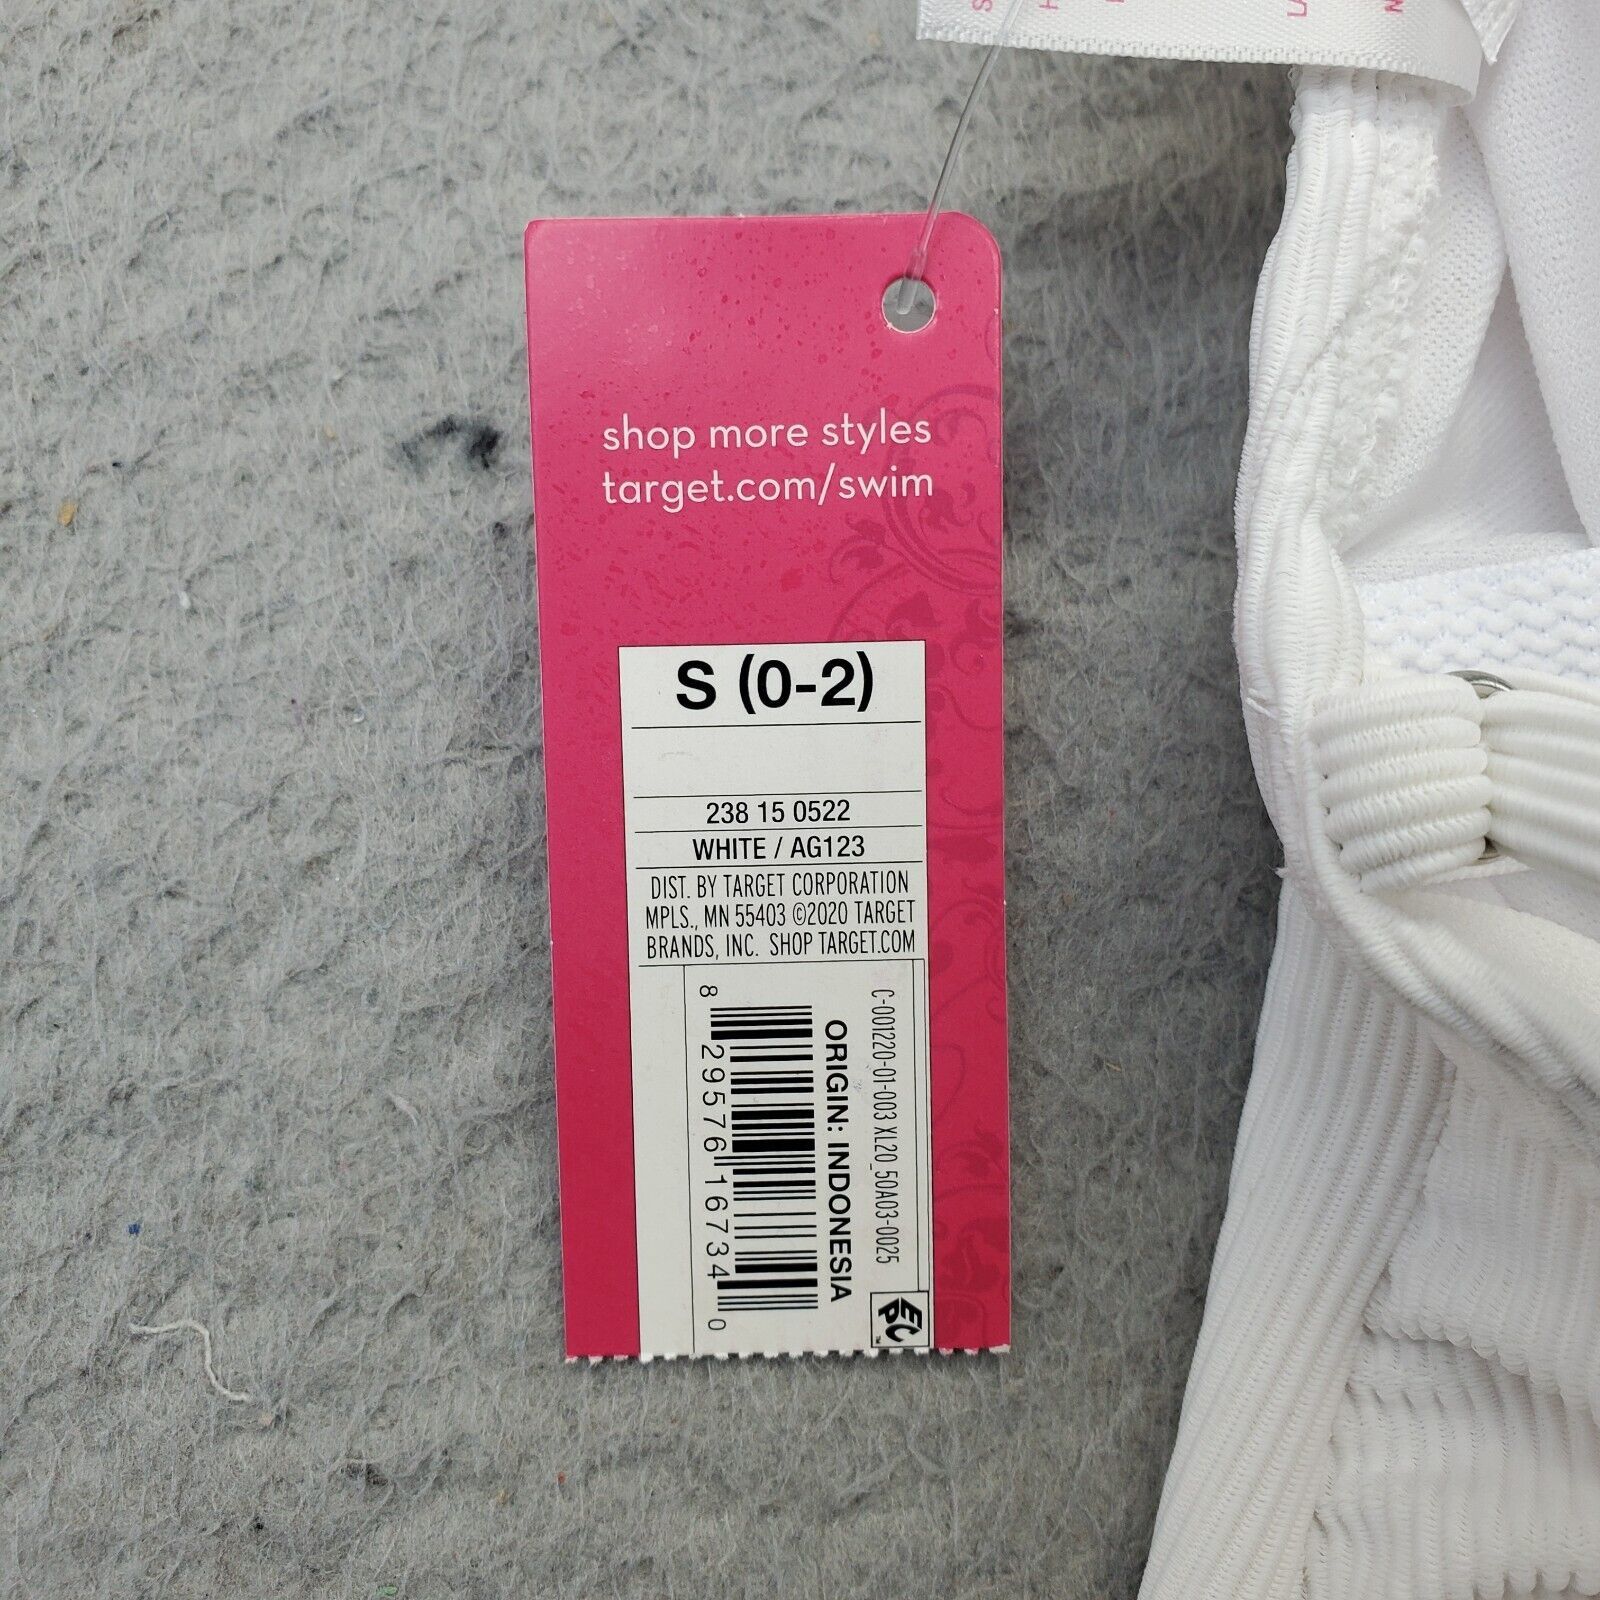 shop more styles
target.com/swim
S (0-2)
238 15 0522
WHITE / AG123
DIST. BY TARGET CORPORATION
MPLS., MN 55403 ©2020 TARGET
BRANDS, INC. SHOP TARGET.COM
C-001220-01-003 XL20_50A03-0025
ORIGIN: INDONESIA
8 29576 16734 0
EPC™